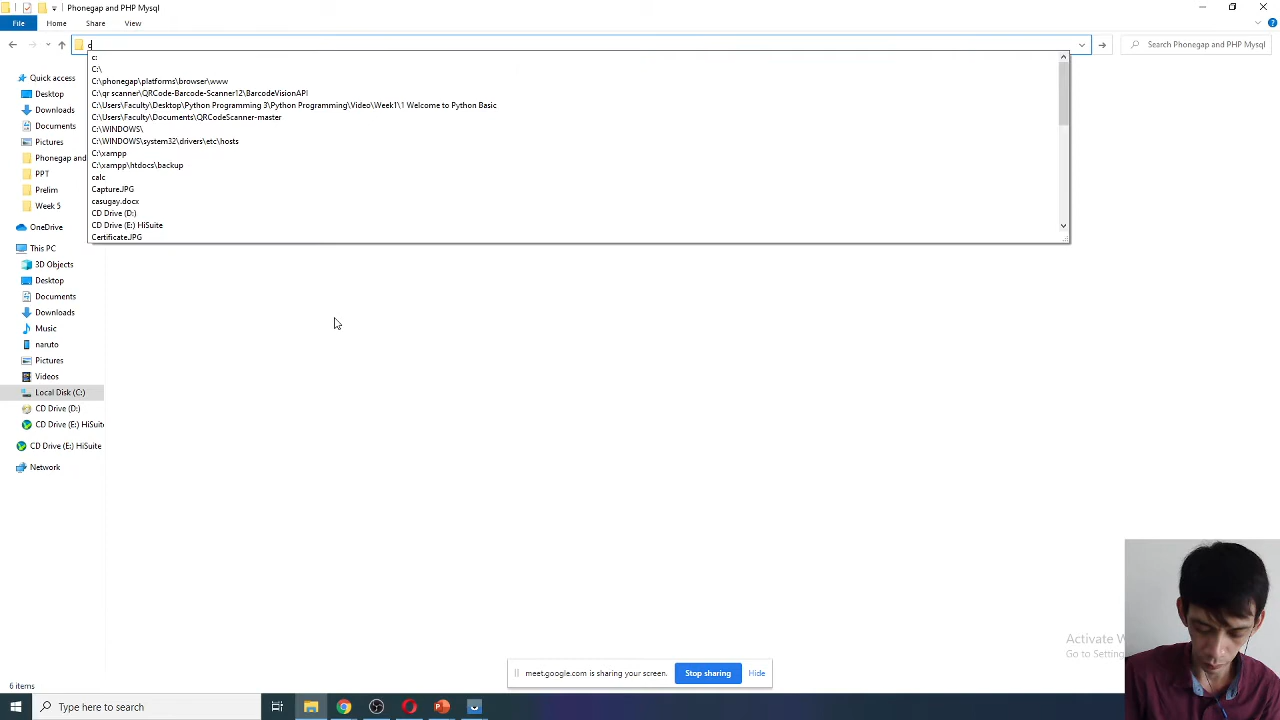 Phonegap and PHP Mysql
File Home Share View
c
Search Phonegap and PHP Mysql
c:
C:\
C:\phonegap\platforms\browser\www
C:\qr scanner\QRCode-Barcode-Scanner12\BarcodeVisionAPI
C:\Users\Faculty\Desktop\Python Programming 3\Python Programming\Video\Week1\1 Welcome to Python Basic
C:\Users\Faculty\Documents\QRCodeScanner-master
C:\WINDOWS\
C:\WINDOWS\system32\drivers\etc\hosts
C:\xampp
C:\xampp\htdocs\backup
calc
Capture.JPG
casugay.docx
CD Drive (D:)
CD Drive (E:) HiSuite
Certificate.JPG
Quick access
Desktop
Downloads
Documents
Pictures
Phonegap and
PPT
Prelim
Week 5
OneDrive
This PC
3D Objects
Desktop
Documents
Downloads
Music
naruto
Pictures
Videos
Local Disk (C:)
CD Drive (D:)
CD Drive (E:) HiSuite
CD Drive (E:) HiSuite
Network
6 items
meet.google.com is sharing your screen.
Stop sharing
Hide
Activate W
Go to Setting
Type here to search